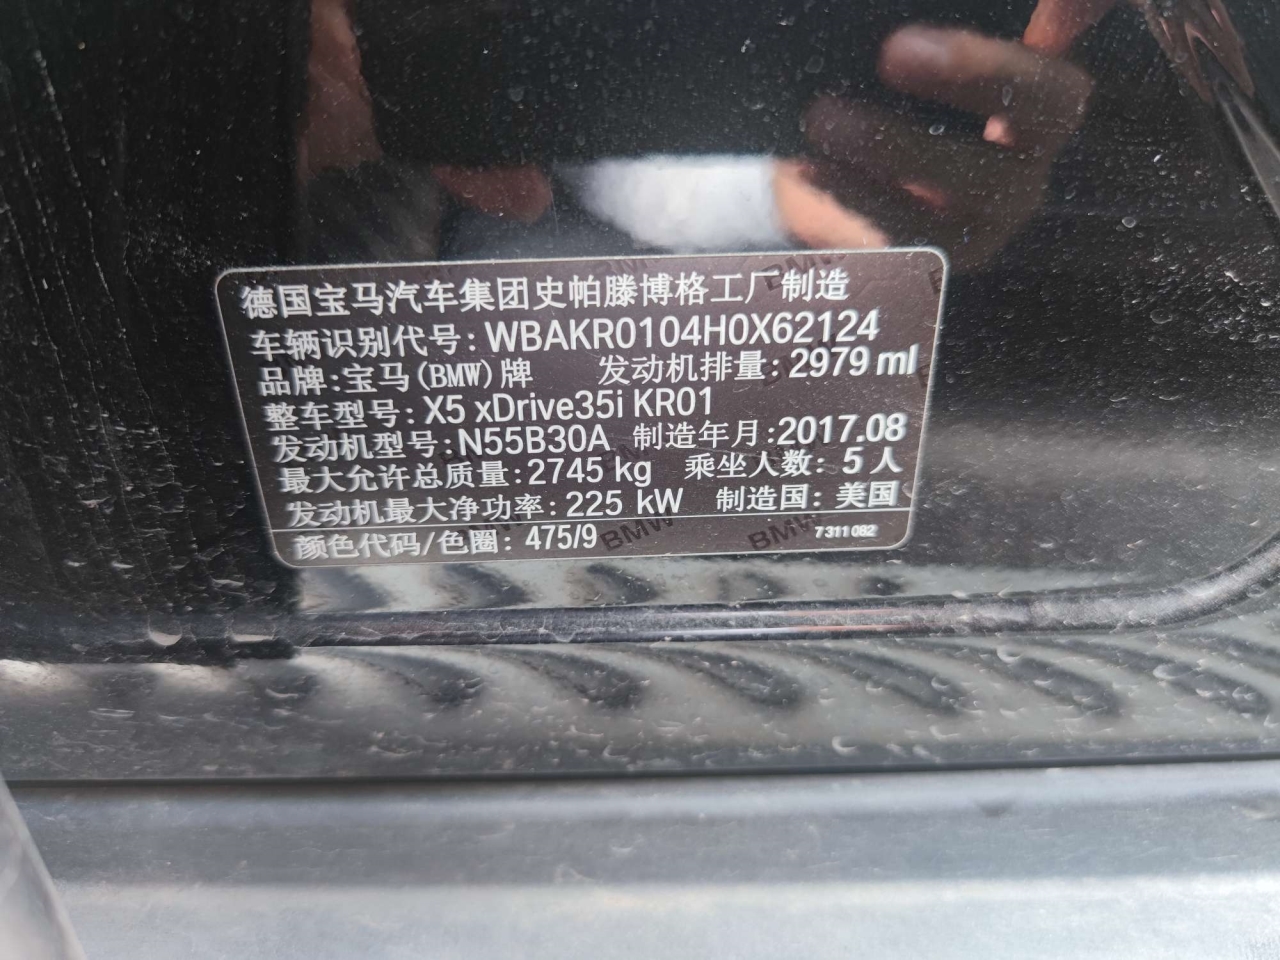 德国宝马汽车集团史帕滕博格工厂制造
车辆识别代号: WBAKR0104H0X62124
品牌:宝马(BMW)牌 发动机排量: 2979 ml
整车型号: X5 xDrive35i KR01
发动机型号: N55B30A 制造年月:2017.08
最大允许总质量:2745 kg 乘坐人数: 5人
发动机最大净功率: 225 kW 制造国: 美国
颜色代码/色圈: 475/9 7311 082